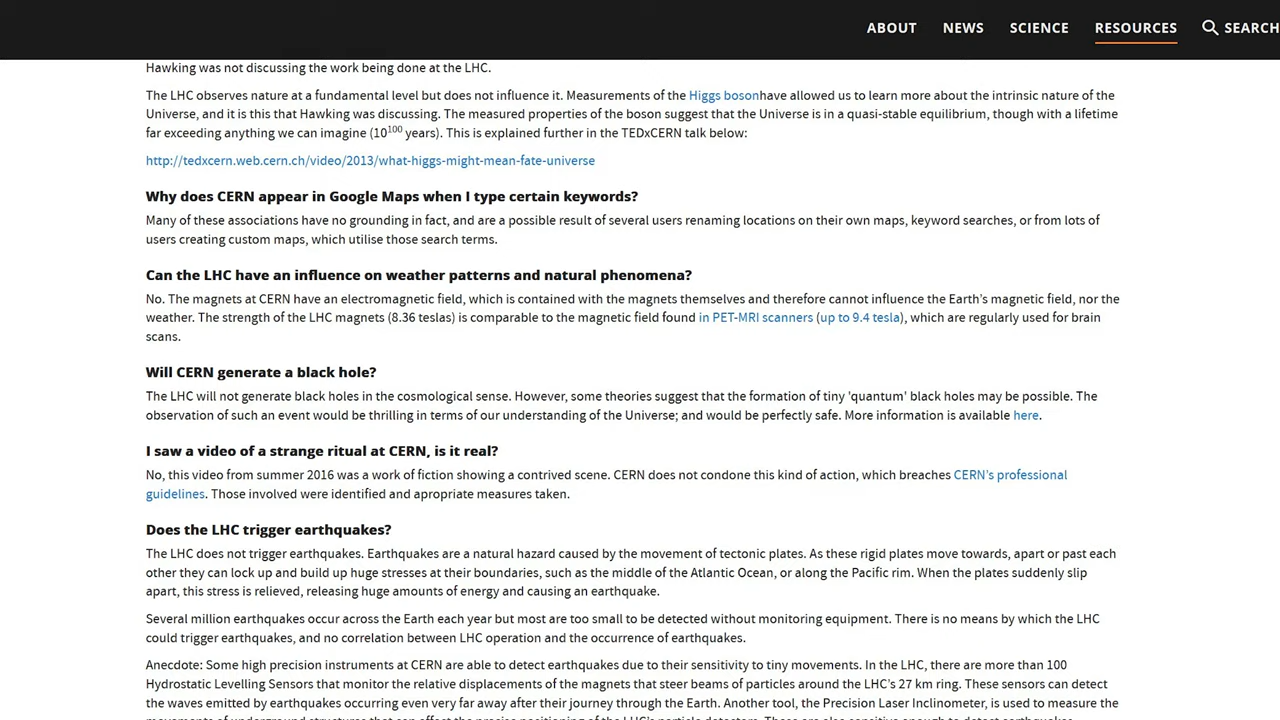 ABOUT NEWS SCIENCE RESOURCES SEARCH
Hawking was not discussing the work being done at the LHC.
The LHC observes nature at a fundamental level but does not influence it. Measurements of the Higgs bosonhave allowed us to learn more about the intrinsic nature of the
Universe, and it is this that Hawking was discussing. The measured properties of the boson suggest that the Universe is in a quasi-stable equilibrium, though with a lifetime
far exceeding anything we can imagine (10¹⁰⁰ years). This is explained further in the TEDxCERN talk below:
http://tedxcern.web.cern.ch/video/2013/what-higgs-might-mean-fate-universe
Why does CERN appear in Google Maps when I type certain keywords?
Many of these associations have no grounding in fact, and are a possible result of several users renaming locations on their own maps, keyword searches, or from lots of
users creating custom maps, which utilise those search terms.
Can the LHC have an influence on weather patterns and natural phenomena?
No. The magnets at CERN have an electromagnetic field, which is contained with the magnets themselves and therefore cannot influence the Earth's magnetic field, nor the
weather. The strength of the LHC magnets (8.36 teslas) is comparable to the magnetic field found in PET-MRI scanners (up to 9.4 tesla), which are regularly used for brain
scans.
Will CERN generate a black hole?
The LHC will not generate black holes in the cosmological sense. However, some theories suggest that the formation of tiny 'quantum' black holes may be possible. The
observation of such an event would be thrilling in terms of our understanding of the Universe; and would be perfectly safe. More information is available here.
I saw a video of a strange ritual at CERN, is it real?
No, this video from summer 2016 was a work of fiction showing a contrived scene. CERN does not condone this kind of action, which breaches CERN's professional
guidelines. Those involved were identified and apropriate measures taken.
Does the LHC trigger earthquakes?
The LHC does not trigger earthquakes. Earthquakes are a natural hazard caused by the movement of tectonic plates. As these rigid plates move towards, apart or past each
other they can lock up and build up huge stresses at their boundaries, such as the middle of the Atlantic Ocean, or along the Pacific rim. When the plates suddenly slip
apart, this stress is relieved, releasing huge amounts of energy and causing an earthquake.
Several million earthquakes occur across the Earth each year but most are too small to be detected without monitoring equipment. There is no means by which the LHC
could trigger earthquakes, and no correlation between LHC operation and the occurrence of earthquakes.
Anecdote: Some high precision instruments at CERN are able to detect earthquakes due to their sensitivity to tiny movements. In the LHC, there are more than 100
Hydrostatic Levelling Sensors that monitor the relative displacements of the magnets that steer beams of particles around the LHC's 27 km ring. These sensors can detect
the waves emitted by earthquakes occurring even very far away after their journey through the Earth. Another tool, the Precision Laser Inclinometer, is used to measure the
movements of underground structures that can affect the precise positioning of the LHC's particle detectors. These are also sensitive enough to detect earthquakes.